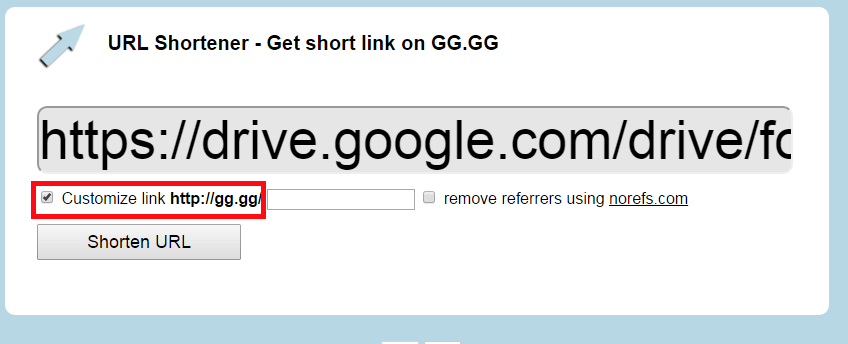 URL Shortener - Get short link on GG.GG
https://drive.google.com/drive/fo
Customize link http://gg.gg/ remove referrers using norefs.com
Shorten URL